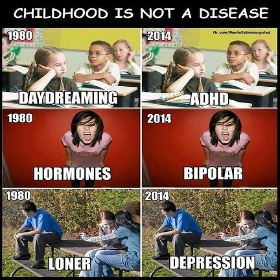 CHILDHOOD IS NOT A DISEASE
1980
2014
DAYDREAMING
ADHD
1980
2014
HORMONES
BIPOLAR
1980
2014
LONER
DEPRESSION